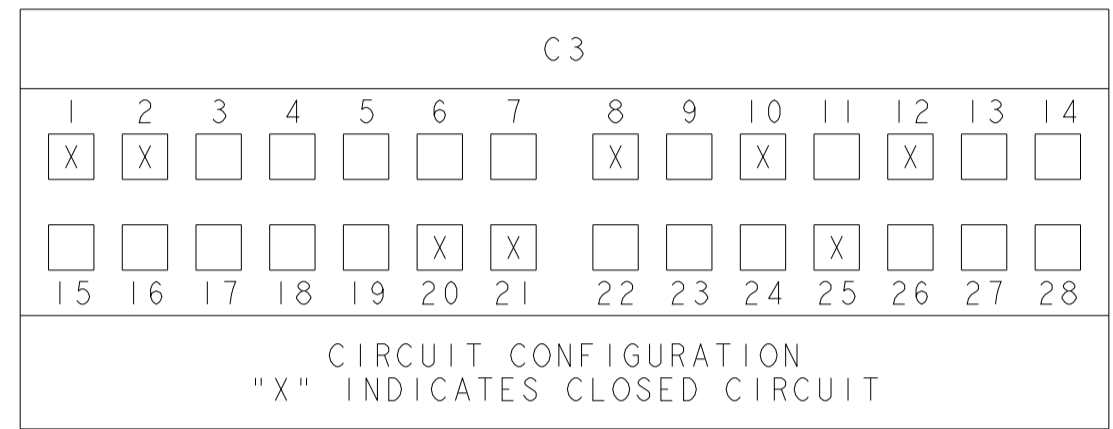 C3
1 2 3 4 5 6 7 8 9 10 11 12 13 14
X X X X X
X X X
15 16 17 18 19 20 21 22 23 24 25 26 27 28
CIRCUIT CONFIGURATION
"X" INDICATES CLOSED CIRCUIT